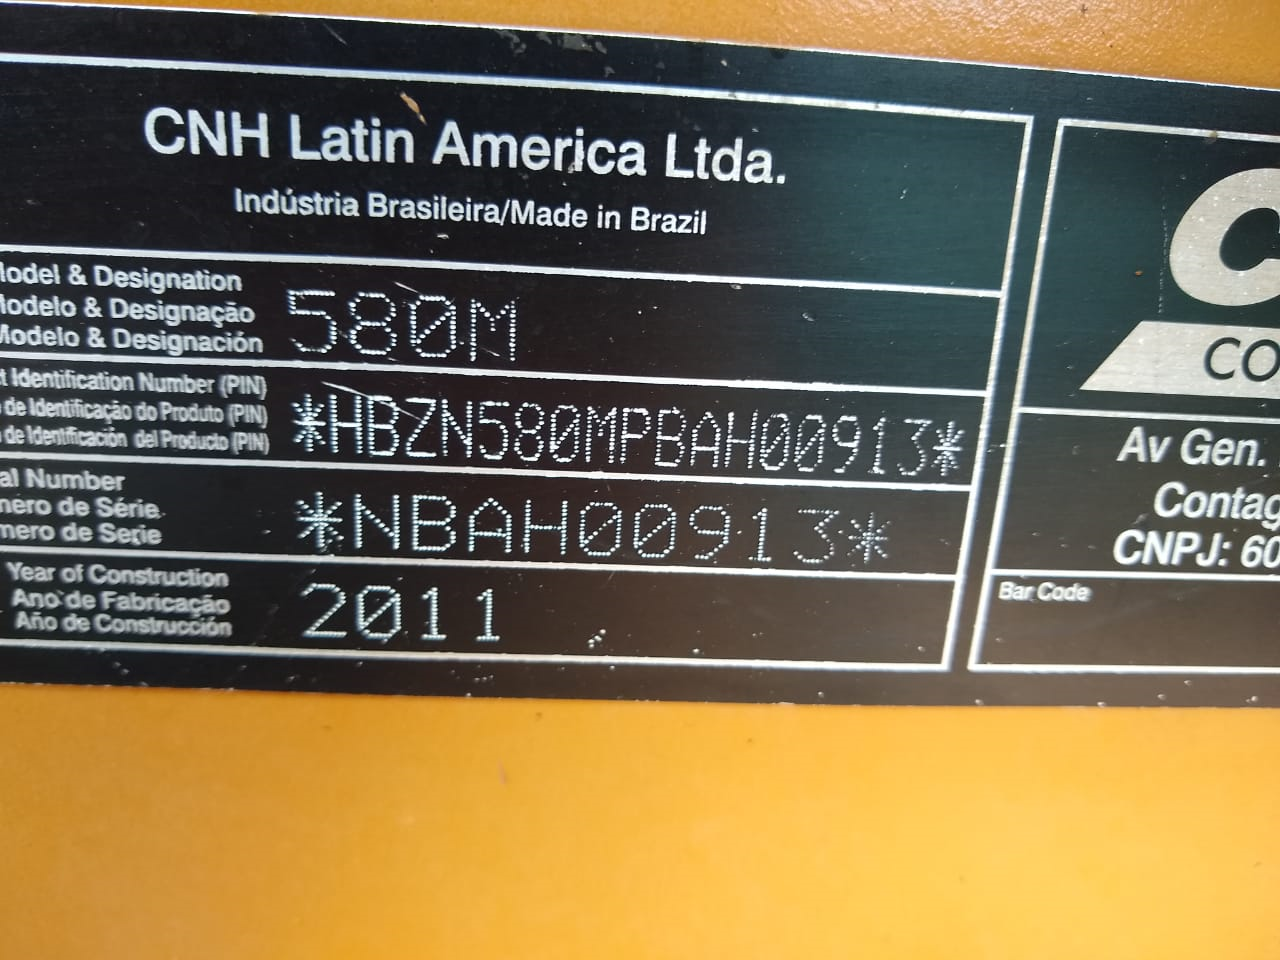 CNH Latin America Ltda.
Indústria Brasileira/Made in Brazil
Model & Designation
Modelo & Designação
Modelo & Designación
580M
Identification Number (PIN)
de Identificação do Produto (PIN)
de Identificación del Producto (PIN)
*HBZN580MPBAH00913*
Number
de Série
de Serie
*NBAH00913*
Year of Construction
Ano de Fabricação
Año de Construcción
2011
CO
Av Gen.
Contag
CNPJ: 60
Bar Code